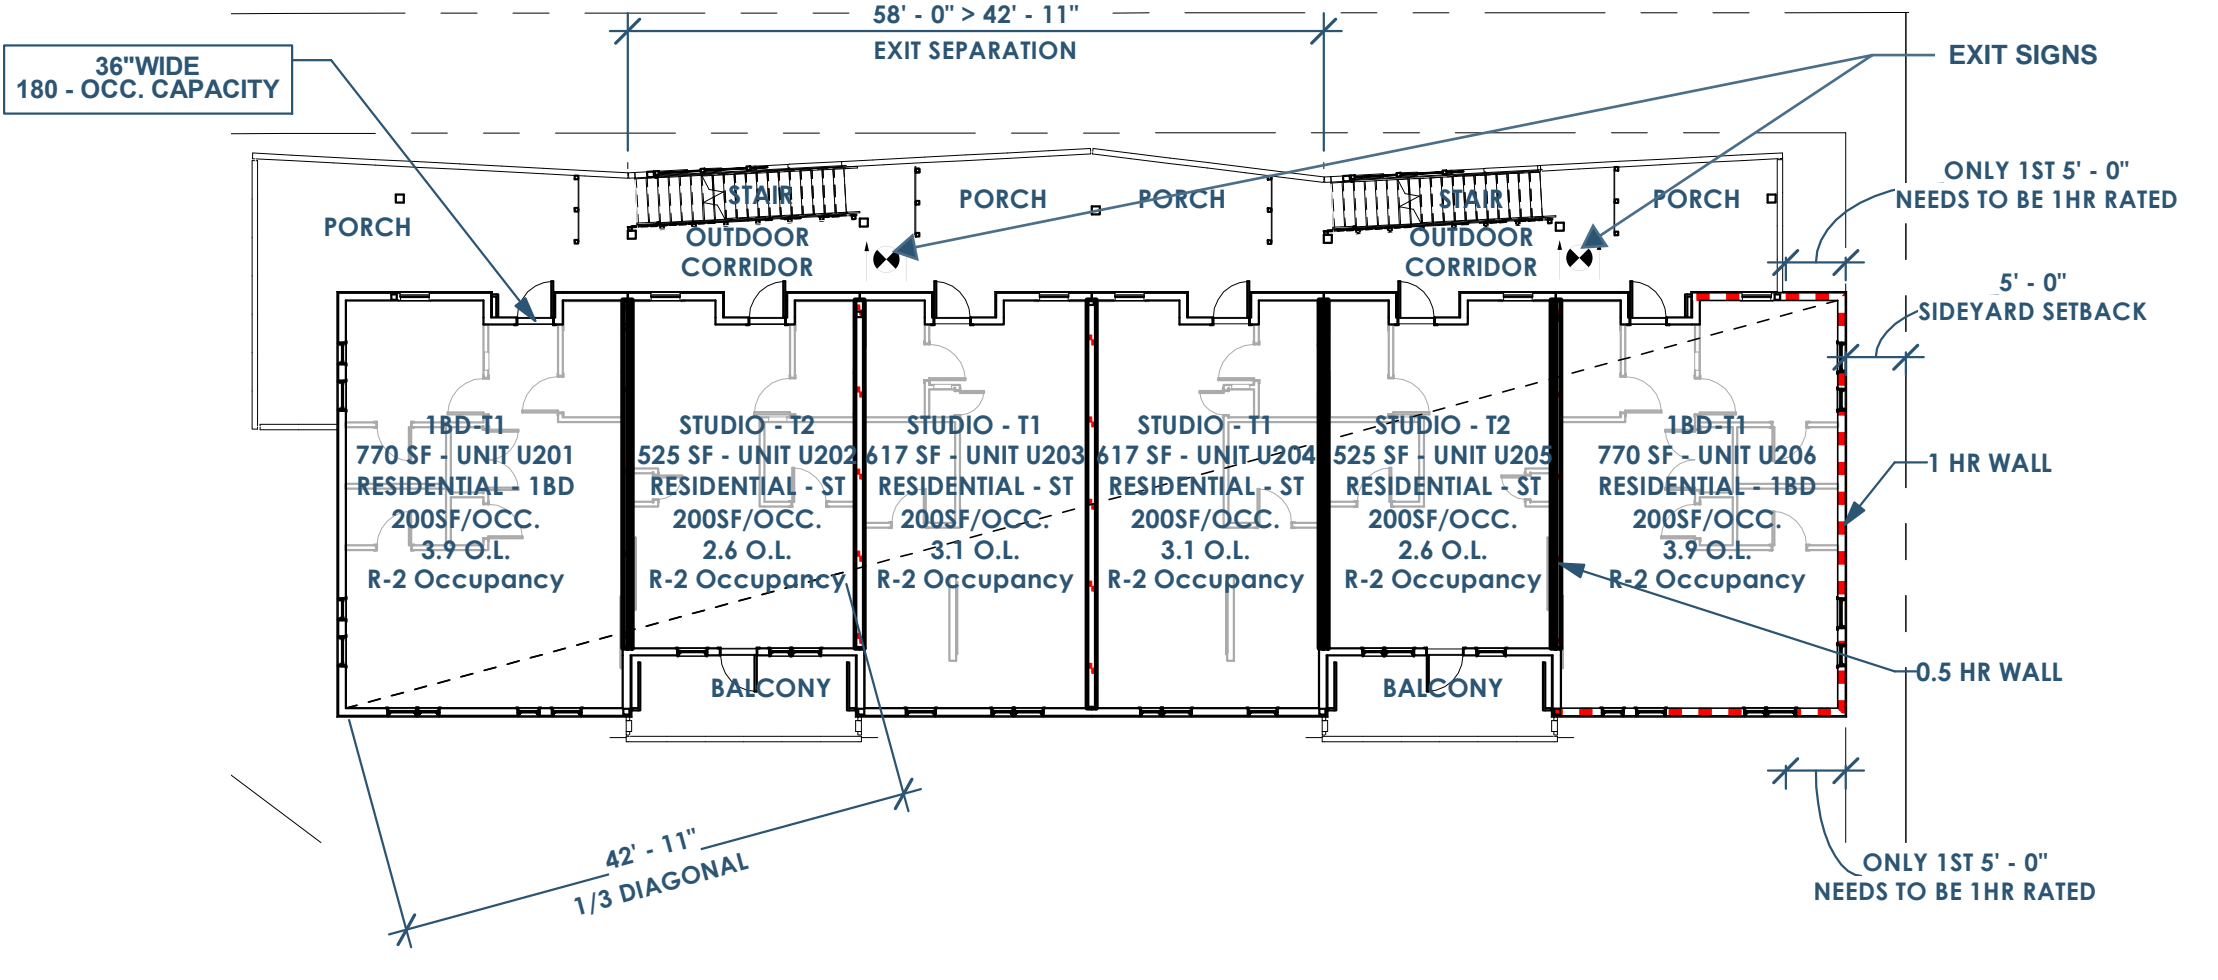 58' - 0" > 42' - 11"
EXIT SEPARATION
36"WIDE
180 - OCC. CAPACITY
EXIT SIGNS
ONLY 1ST 5' - 0"
NEEDS TO BE 1HR RATED
PORCH
STAIR
OUTDOOR
CORRIDOR
PORCH
PORCH
STAIR
OUTDOOR
CORRIDOR
PORCH
5' - 0"
SIDEYARD SETBACK
1BD-T1
770 SF - UNIT U201
RESIDENTIAL - 1BD
200SF/OCC.
3.9 O.L.
R-2 Occupancy
STUDIO - T2
525 SF - UNIT U202
RESIDENTIAL - ST
200SF/OCC.
2.6 O.L.
R-2 Occupancy
STUDIO - T1
617 SF - UNIT U203
RESIDENTIAL - ST
200SF/OCC.
3.1 O.L.
R-2 Occupancy
STUDIO - T1
617 SF - UNIT U204
RESIDENTIAL - ST
200SF/OCC.
3.1 O.L.
R-2 Occupancy
STUDIO - T2
525 SF - UNIT U205
RESIDENTIAL - ST
200SF/OCC.
2.6 O.L.
R-2 Occupancy
1BD-T1
770 SF - UNIT U206
RESIDENTIAL - 1BD
200SF/OCC.
3.9 O.L.
R-2 Occupancy
1 HR WALL
0.5 HR WALL
BALCONY
BALCONY
42' - 11"
1/3 DIAGONAL
ONLY 1ST 5' - 0"
NEEDS TO BE 1HR RATED